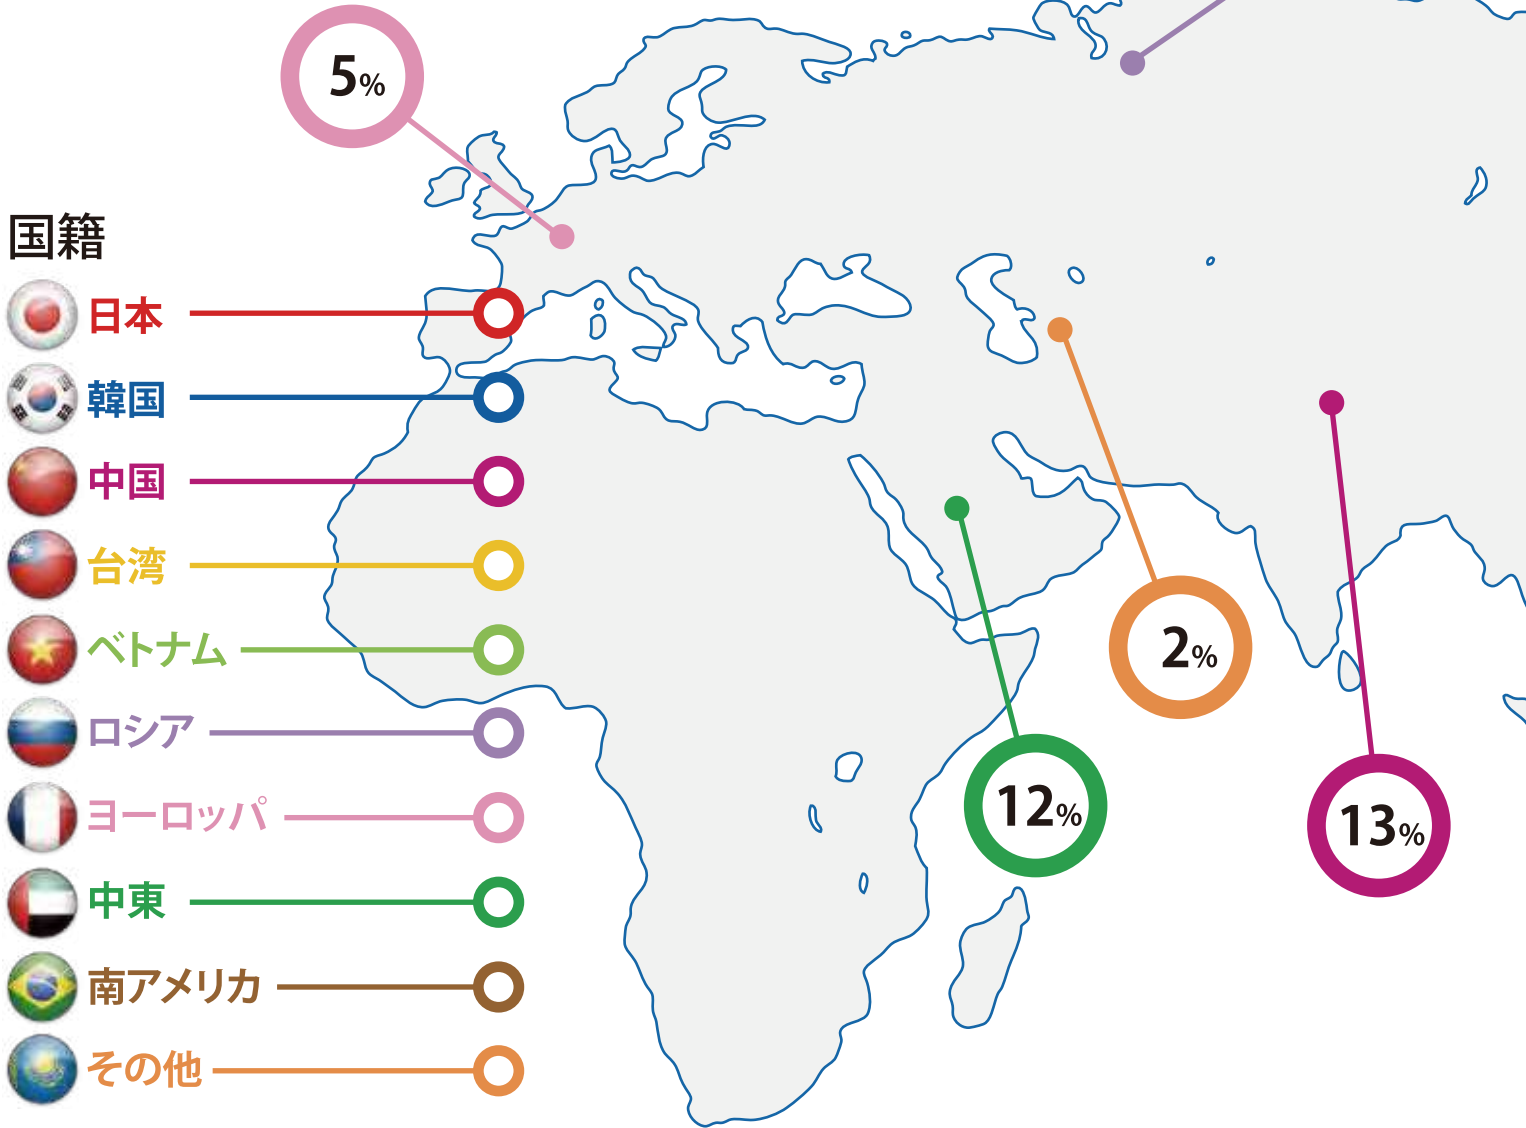 5%
国籍
日本
韓国
中国
台湾
ベトナム
ロシア
ヨーロッパ
中東
南アメリカ
その他
2%
12%
13%